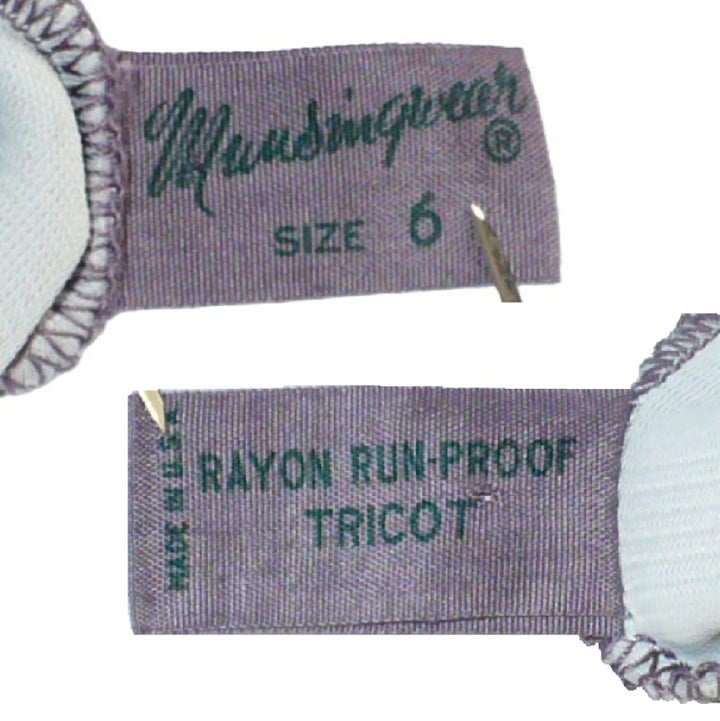 Munsingwear ®
SIZE 6
MADE IN U.S.A
RAYON RUN-PROOF
TRICOT